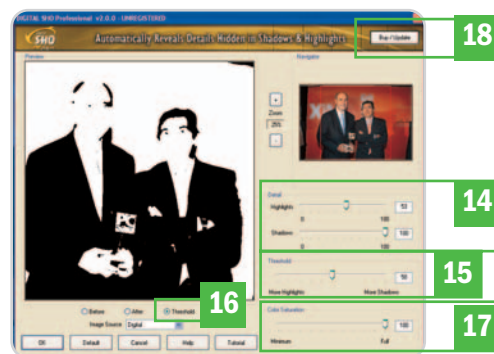 DIGITAL SHO Professional v2.0.0 - UNREGISTERED
SHO
Automatically Reveals Details Hidden in Shadows & Highlights
Buy / Update
18
Preview
Navigator
+
Zoom
25%
-
Detail
Highlights
50
0
100
14
Shadows
100
0
100
Threshold
50
15
More Highlights
More Shadows
Before
After
Threshold
16
Image Source
Digital
Color Saturation
100
17
Minimum
Full
OK
Default
Cancel
Help
Tutorial